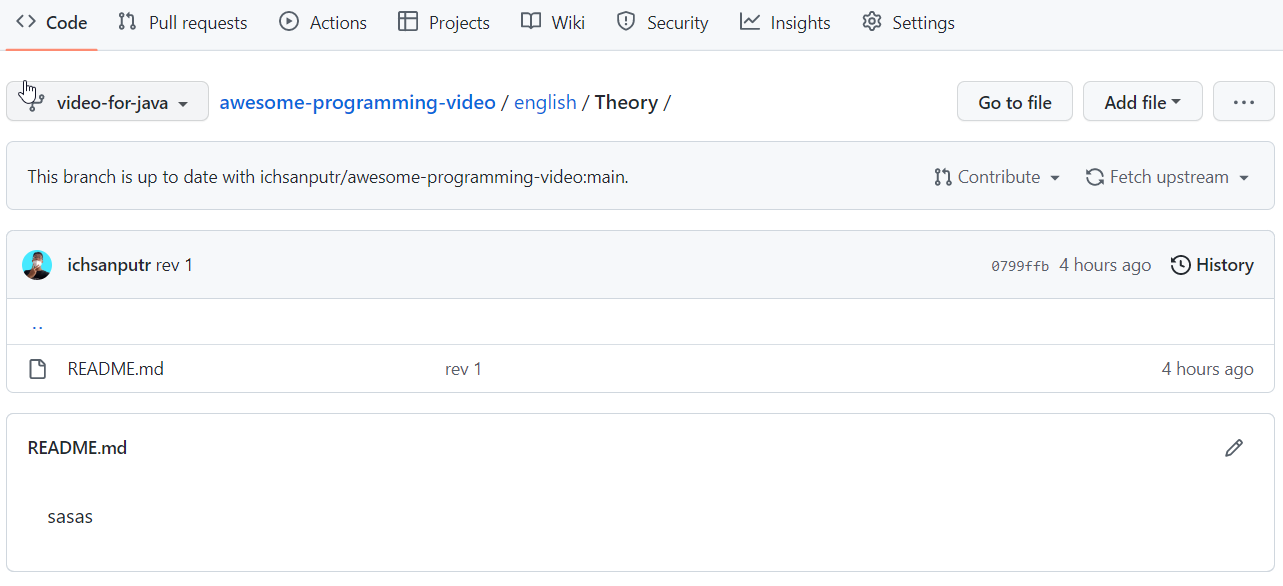 Code Pull requests Actions Projects Wiki Security Insights Settings
video-for-java awesome-programming-video / english / Theory / Go to file Add file ...
This branch is up to date with ichsanputr/awesome-programming-video:main. Contribute Fetch upstream
ichsanputr rev 1 0799ffb 4 hours ago History
..
README.md rev 1 4 hours ago
README.md
sasas